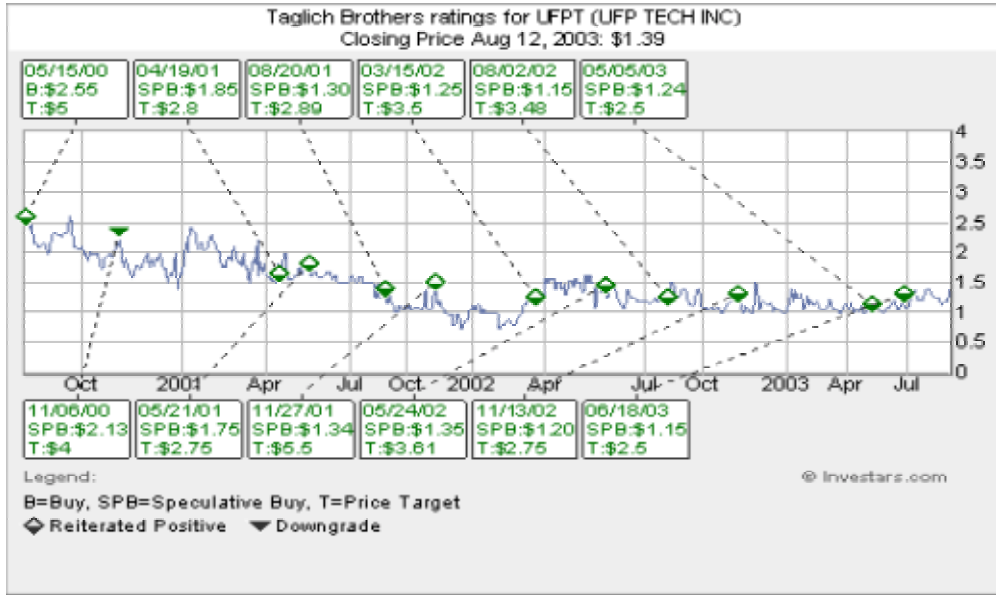 Taglich Brothers ratings for UFPT (UFP TECH INC)
Closing Price Aug 12, 2003: $1.39
05/15/00
B:$2.55
T:$5
04/19/01
SPB:$1.85
T:$2.8
08/20/01
SPB:$1.30
T:$2.89
03/15/02
SPB:$1.25
T:$3.5
08/02/02
SPB:$1.15
T:$3.48
05/05/03
SPB:$1.24
T:$2.5
4
3.5
3
2.5
2
1.5
1
0.5
0
Oct 2001 Apr Jul Oct 2002 Apr Jul Oct 2003 Apr Jul
11/06/00
SPB:$2.13
T:$4
05/21/01
SPB:$1.75
T:$2.75
11/27/01
SPB:$1.34
T:$5.5
05/24/02
SPB:$1.35
T:$3.61
11/13/02
SPB:$1.20
T:$2.75
06/18/03
SPB:$1.15
T:$2.5
Legend:
© Investars.com
B=Buy, SPB=Speculative Buy, T=Price Target
Reiterated Positive Downgrade